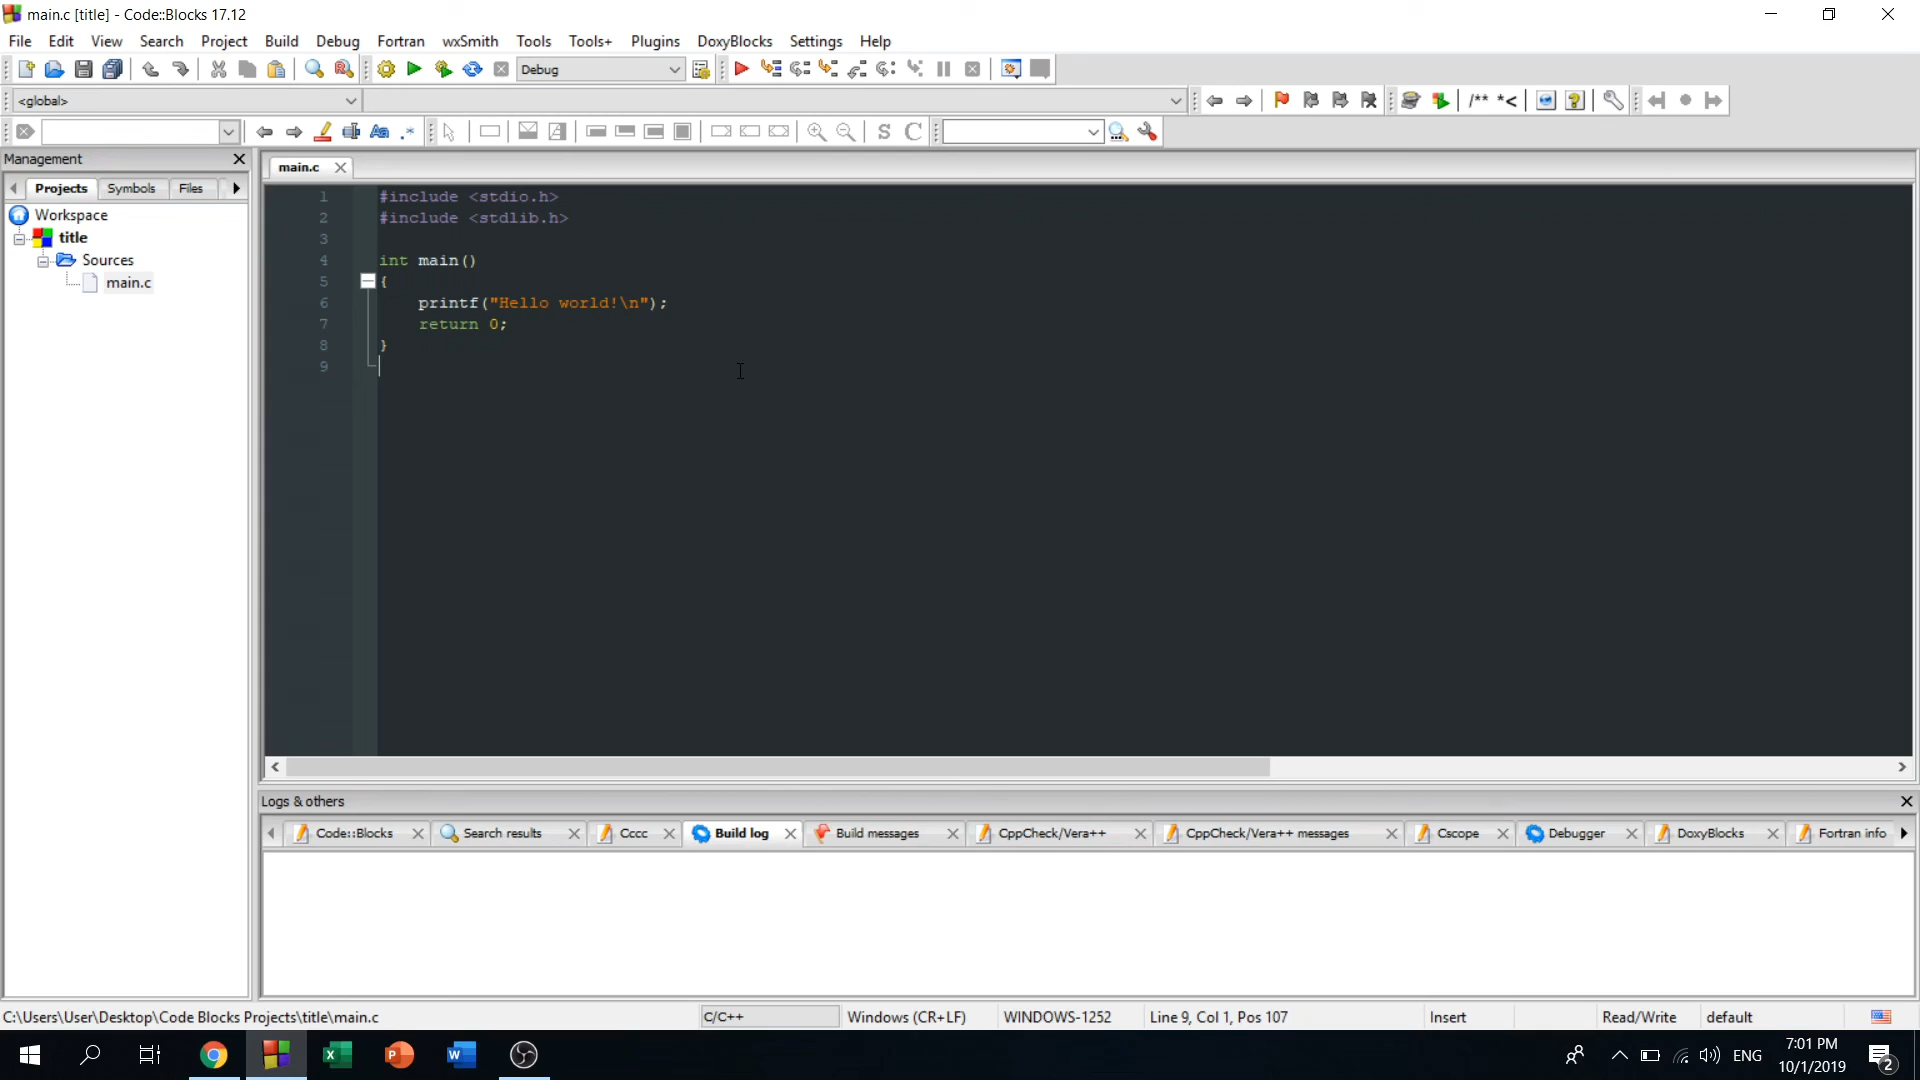 main.c [title] - Code::Blocks 17.12
File Edit View Search Project Build Debug Fortran wxSmith Tools Tools+ Plugins DoxyBlocks Settings Help
Debug
<global>
/** *<
Management
Projects Symbols Files
main.c
Workspace
title
Sources
main.c
1 #include <stdio.h>
2 #include <stdlib.h>
3
4 int main()
5 {
6 printf("Hello world!\n");
7 return 0;
8 }
9
Logs & others
Code::Blocks Search results Cccc Build log Build messages CppCheck/Vera++ CppCheck/Vera++ messages Cscope Debugger DoxyBlocks Fortran info
C:\Users\User\Desktop\Code Blocks Projects\title\main.c C/C++ Windows (CR+LF) WINDOWS-1252 Line 9, Col 1, Pos 107 Insert Read/Write default
ENG
7:01 PM
10/1/2019
2